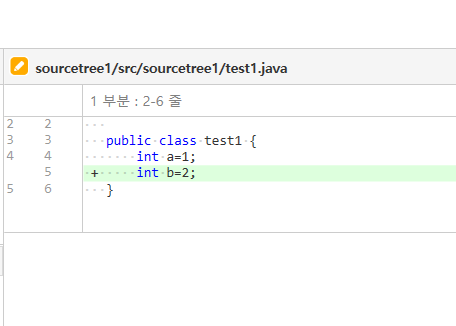 sourcetree1/src/sourcetree1/test1.java
1 부분 : 2-6 줄
2 2
3 3 public class test1 {
4 4 int a=1;
5 + int b=2;
5 6 }